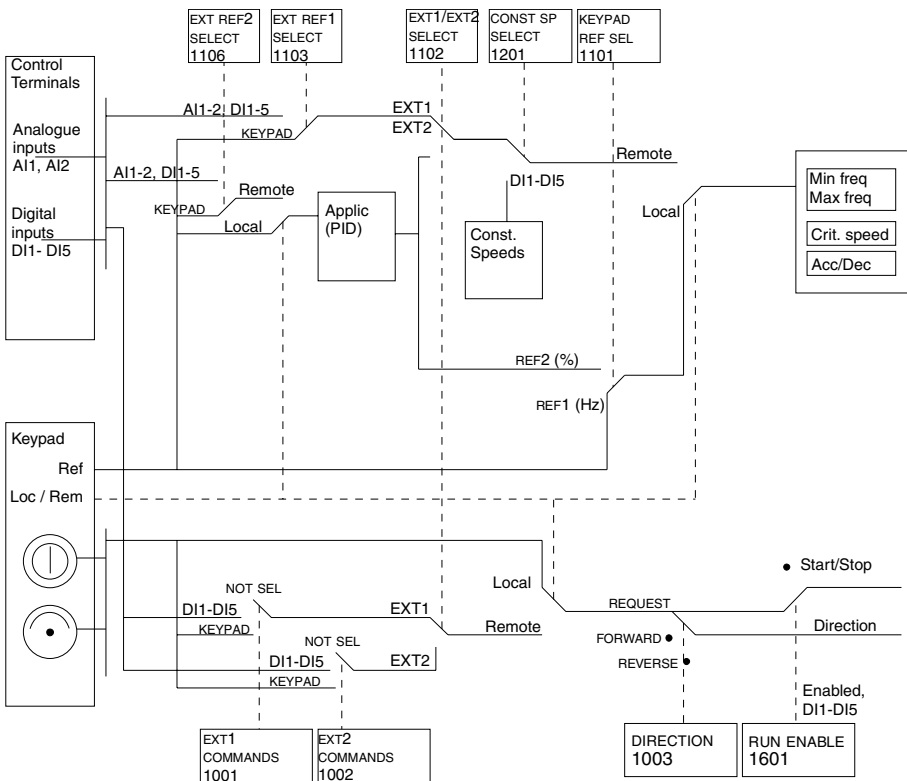 EXT REF2
SELECT
1106
EXT REF1
SELECT
1103
EXT1/EXT2
SELECT
1102
CONST SP
SELECT
1201
KEYPAD
REF SEL
1101
Control
Terminals
Analogue
inputs
AI1, AI2
Digital
inputs
DI1- DI5
AI1-2, DI1-5
KEYPAD
EXT1
EXT2
Remote
AI1-2, DI1-5
KEYPAD
Remote
Local
Applic
(PID)
DI1-DI5
Const.
Speeds
Local
Min freq
Max freq
Crit. speed
Acc/Dec
REF2 (%)
REF1 (Hz)
Keypad
Ref
Loc / Rem
NOT SEL
DI1-DI5
KEYPAD
EXT1
Remote
NOT SEL
DI1-DI5
KEYPAD
EXT2
Local
REQUEST
Start/Stop
Direction
FORWARD
REVERSE
Enabled,
DI1-DI5
EXT1
COMMANDS
1001
EXT2
COMMANDS
1002
DIRECTION
1003
RUN ENABLE
1601